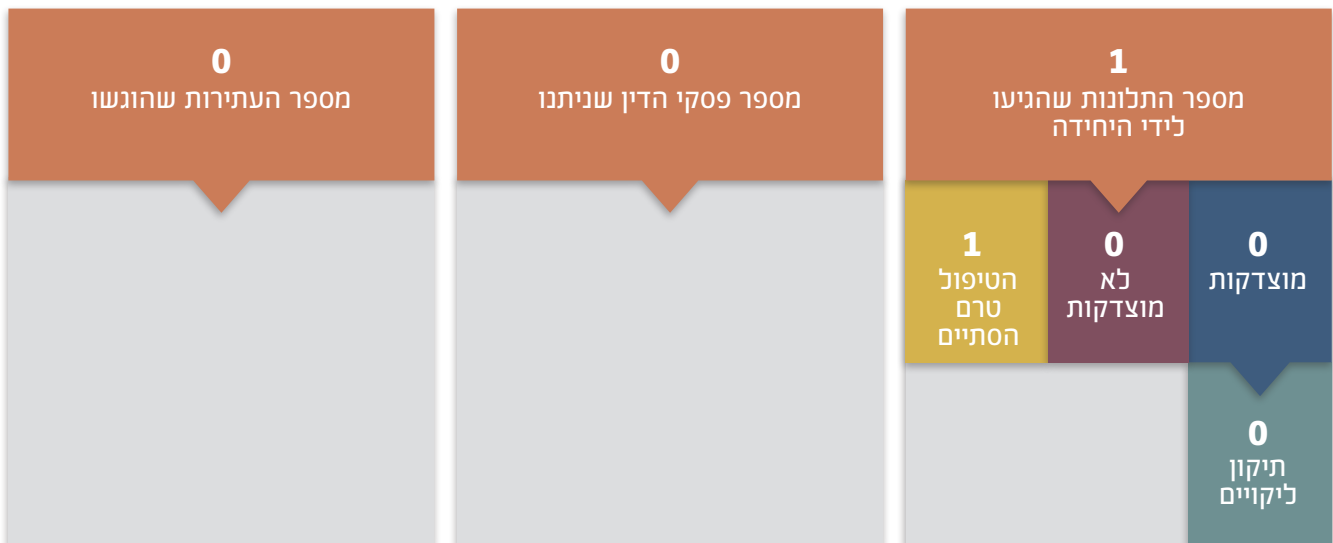 1
מספר התלונות שהגיעו
לידי היחידה
0
מוצדקות
0
לא
מוצדקות
1
הטיפול
טרם
הסתיים
0
תיקון
ליקויים
0
מספר פסקי הדין שניתנו
0
מספר העתירות שהוגשו